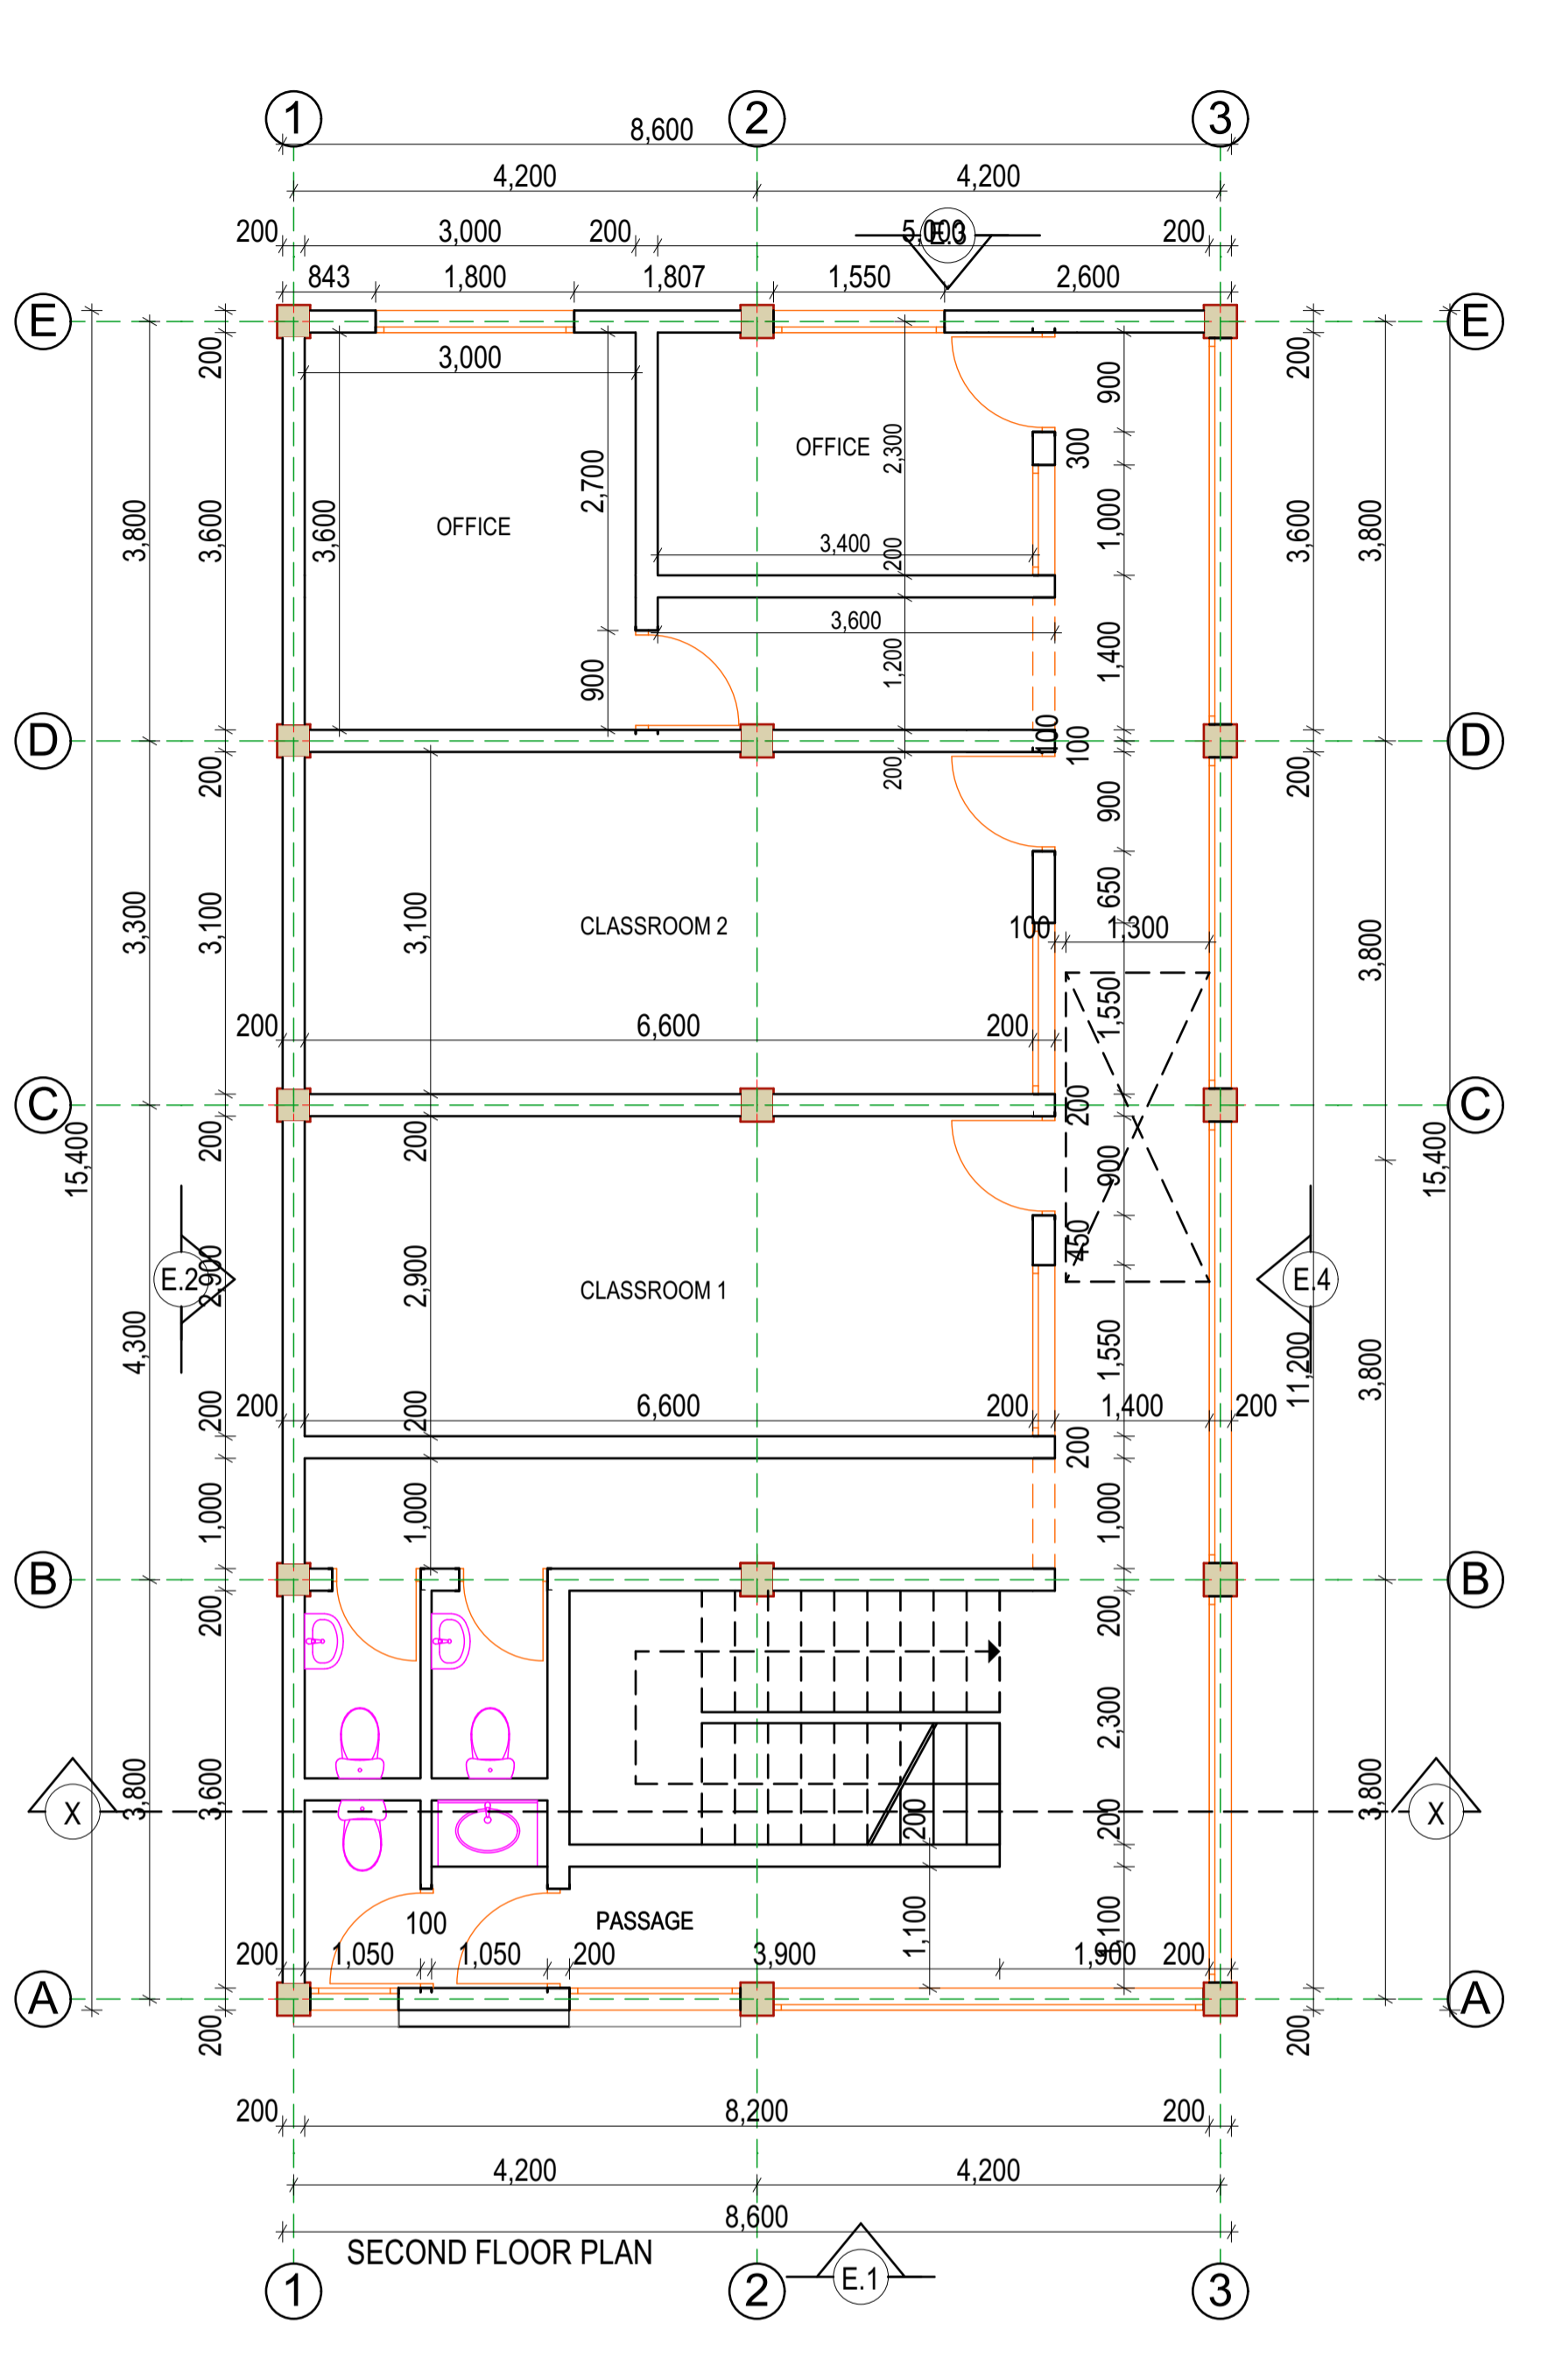 1 2 3
8,600
4,200 4,200
200 3,000 200 5,000 E.3 200
843 1,800 1,807 1,550 2,600
E E
200 3,000 200
900
OFFICE 2,300 300
2,700
3,800 3,600 3,600 OFFICE 1,000 3,600 3,800
3,400 200
3,600
900 1,200 1,400
D 100 D
200 200 100 200
900
3,300 3,100 3,100 CLASSROOM 2 650 3,800
100 1,300
1,550
200 6,600 200
C 200 C
15,400 200 200 15,400
900
450
E.2 2,900 2,900 CLASSROOM 1 E.4
4,300 1,550 11,200 3,800
200 200 200 6,600 200 1,400 200
200
1,000 1,000 1,000
B B
200 200
2,300
X 3,800 3,600 200 200 3,800 X
100 PASSAGE 1,100 1,100
200 1,050 1,050 200 3,900 1,900 200
A A
200 200
200 8,200 200
4,200 4,200
8,600
SECOND FLOOR PLAN
E.1
1 2 3